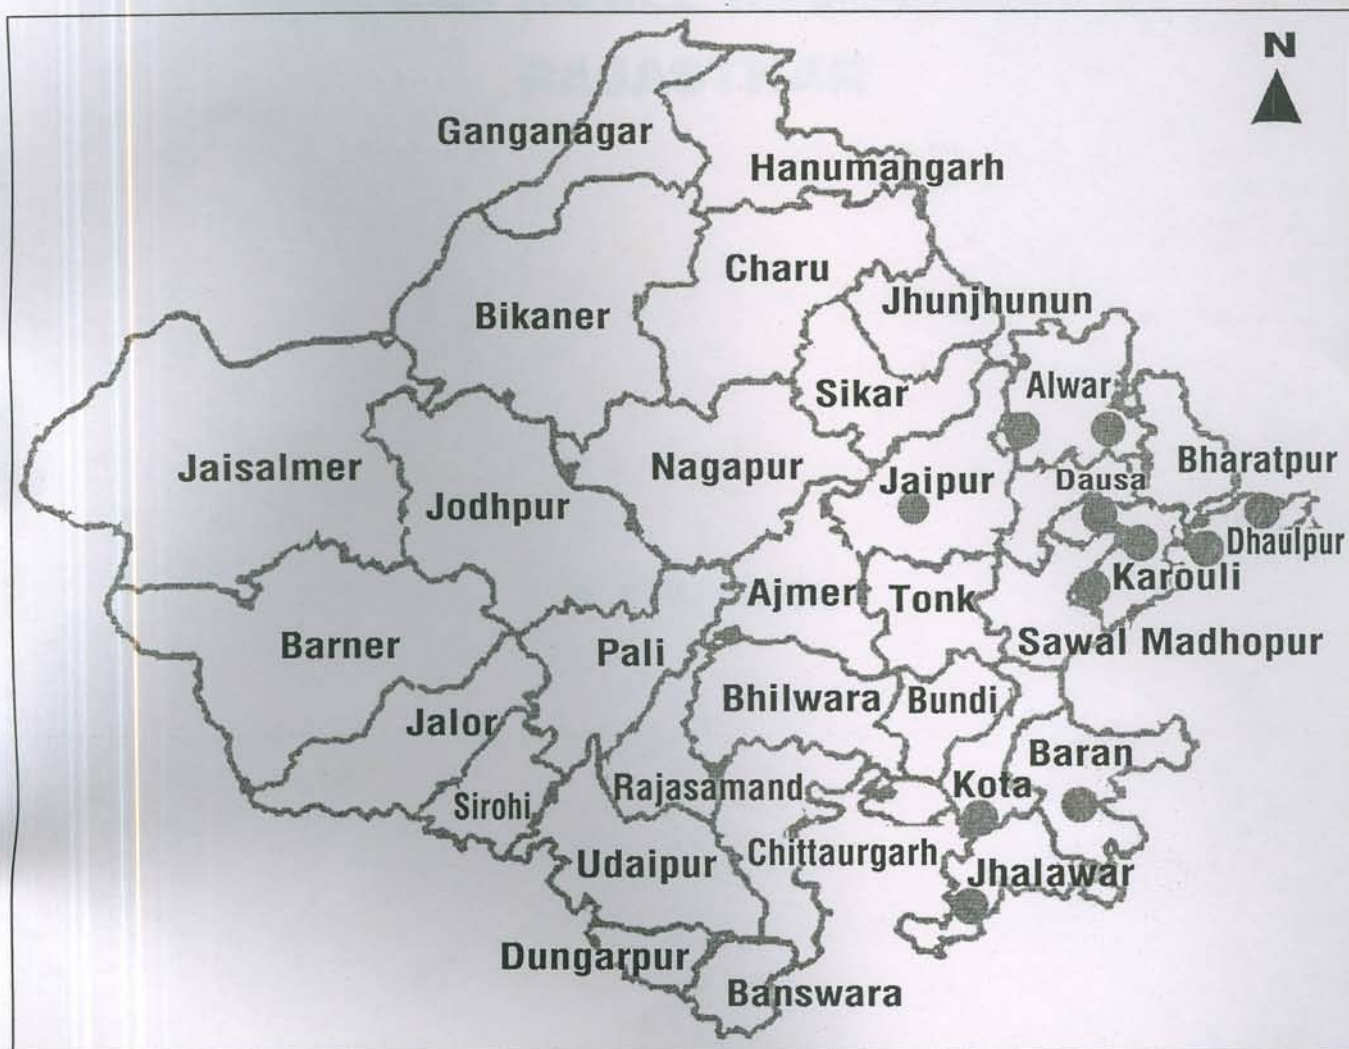 N
Ganganagar
Hanumangarh
Charu
Jhunjhunun
Bikaner
Sikar
Alwar
Jaisalmer
Nagapur
Jaipur
Dausa
Bharatpur
Jodhpur
Dhaulpur
Karouli
Ajmer
Tonk
Barner
Pali
Sawal Madhopur
Bhilwara
Bundi
Jalor
Baran
Rajasamand
Kota
Sirohi
Chittaurgarh
Udaipur
Jhalawar
Dungarpur
Banswara